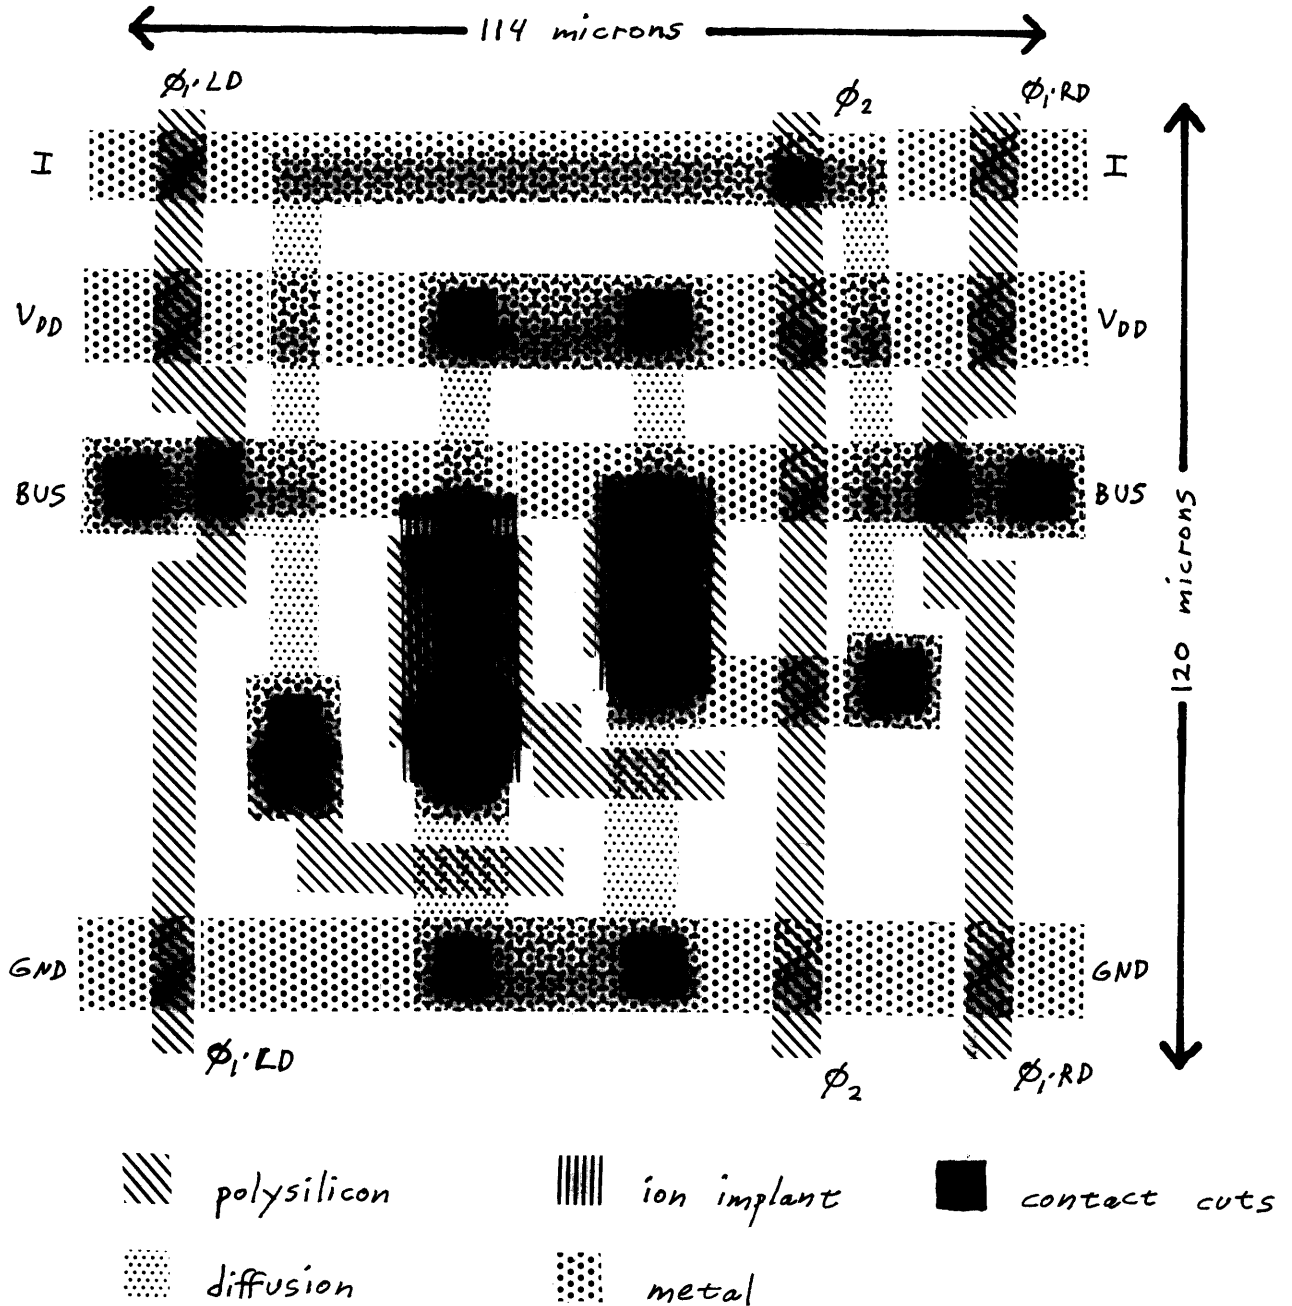 114 microns
ϕ₁·LD
ϕ₂
ϕ₁·RD
I
I
VDD
VDD
BUS
BUS
120 microns
GND
GND
ϕ₁·LD
ϕ₂
ϕ₁·RD
polysilicon
ion implant
contact cuts
diffusion
metal